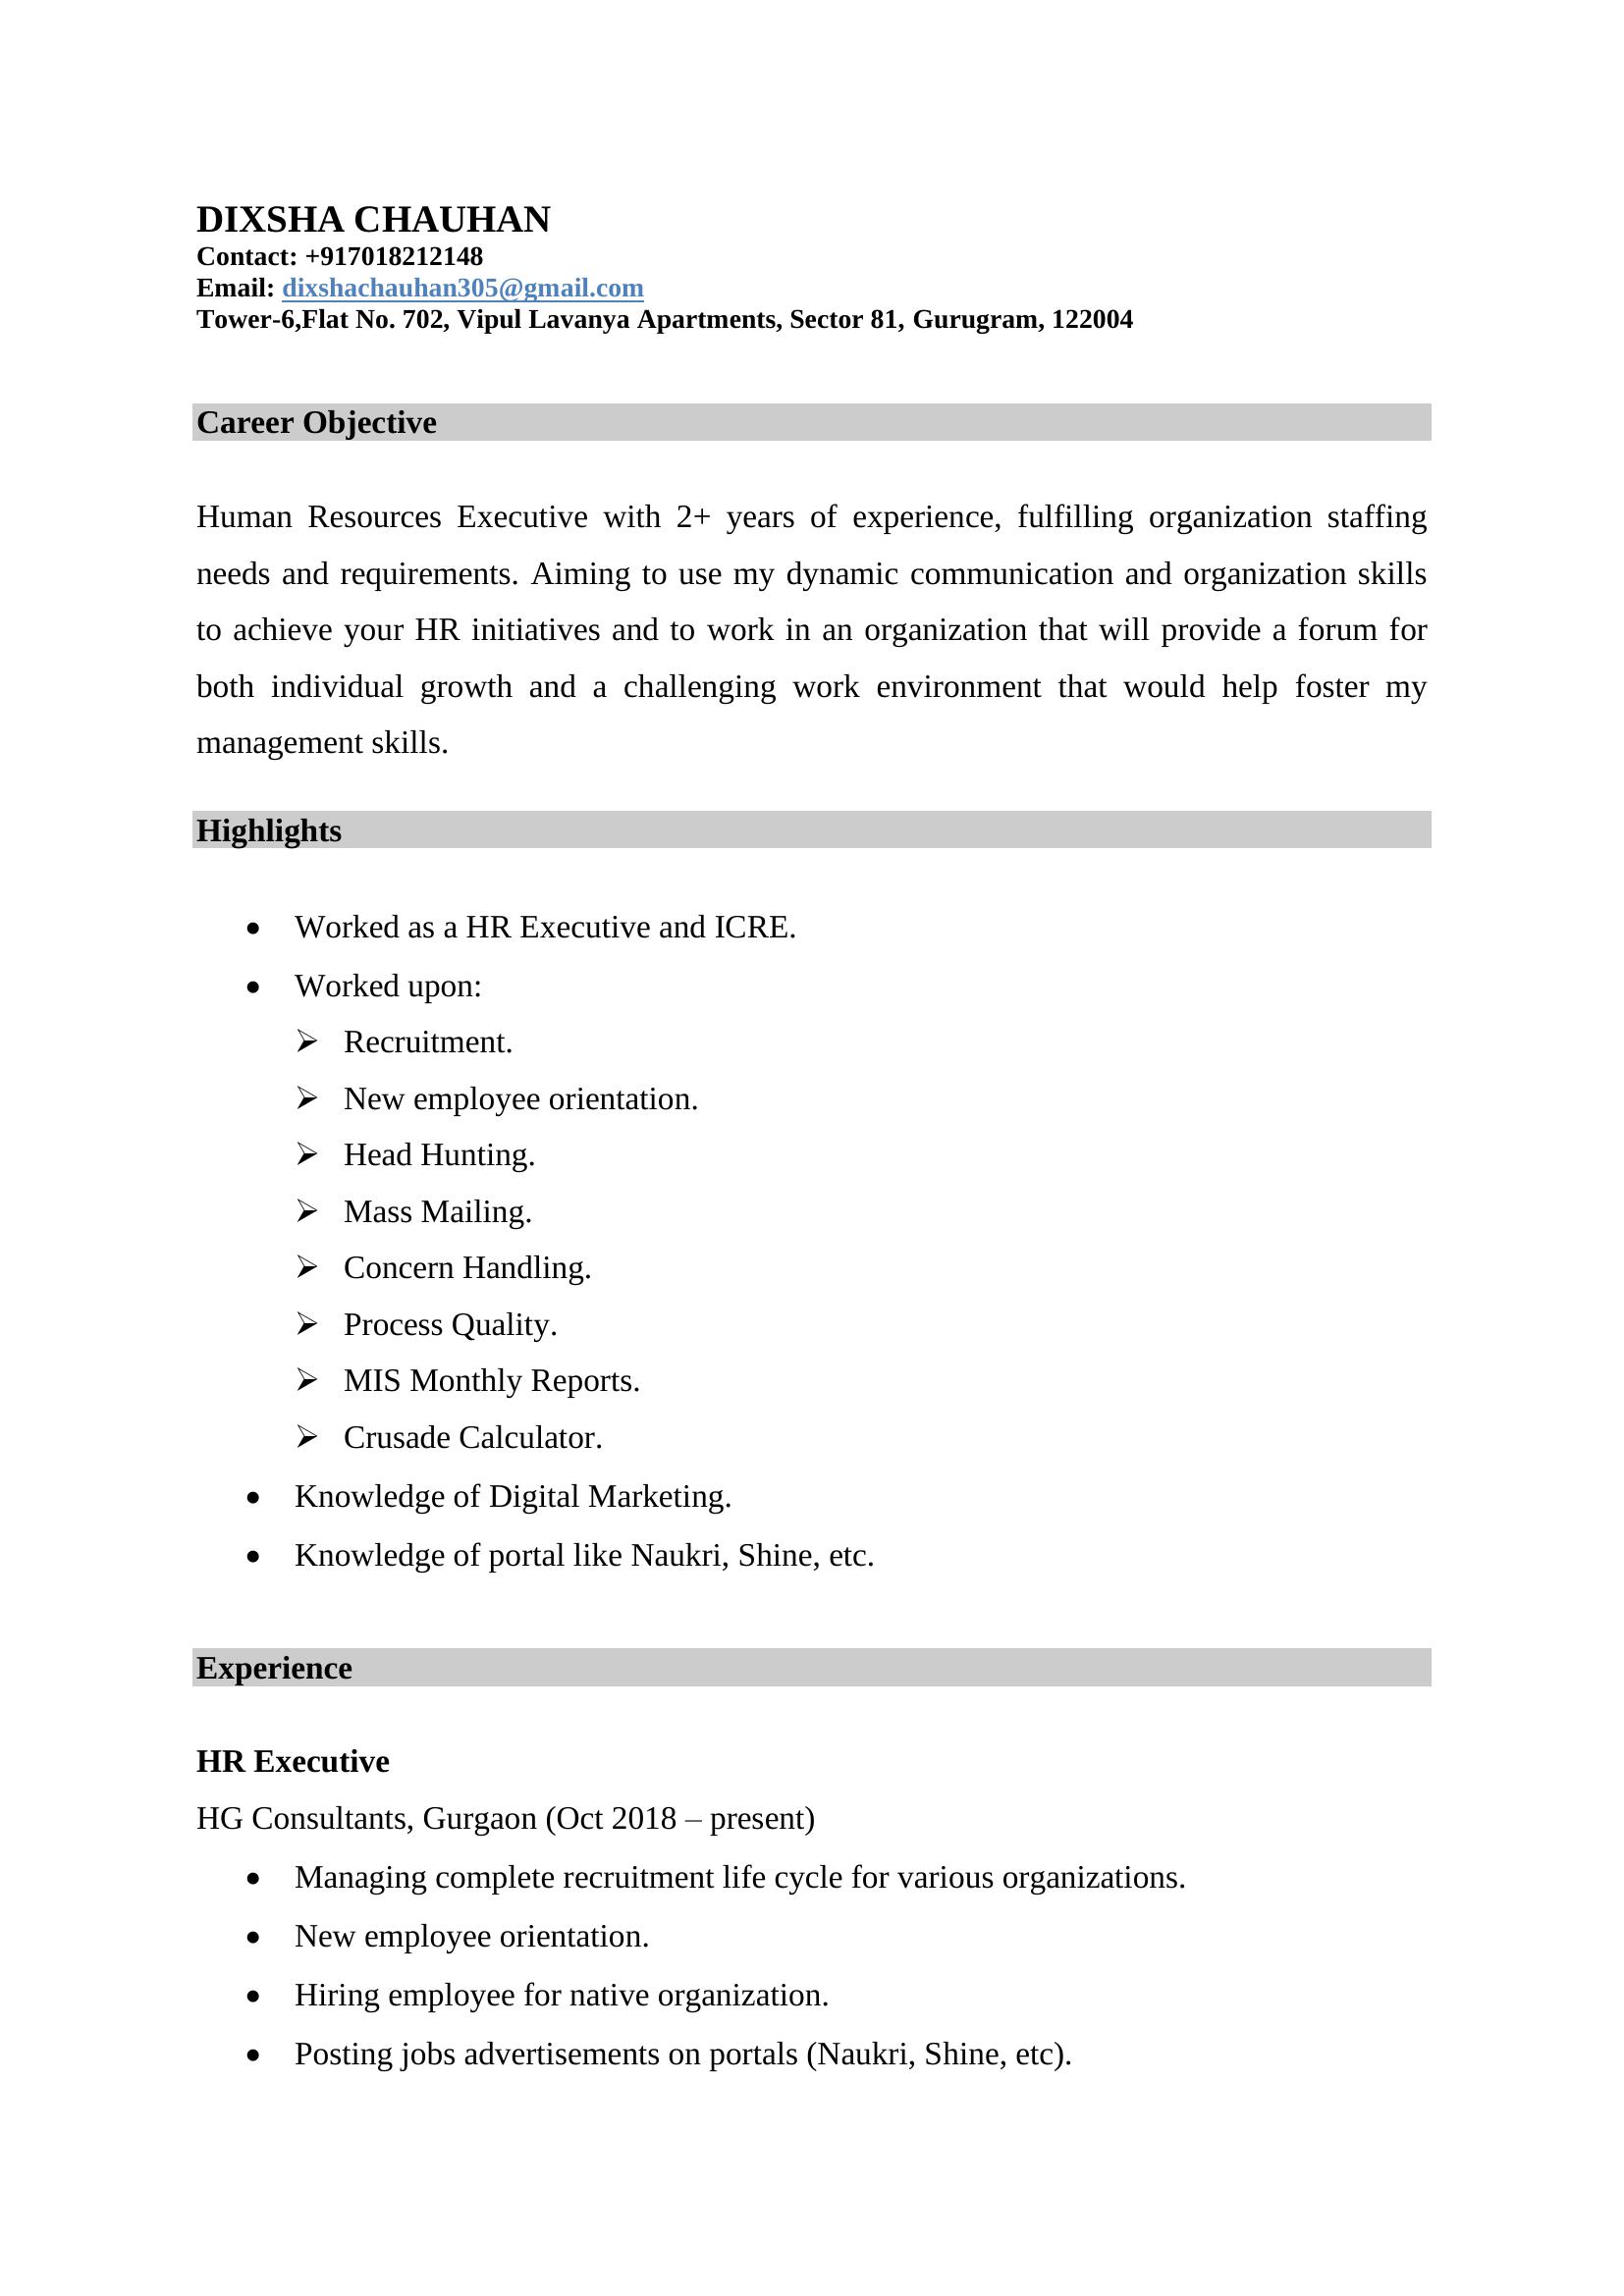 DIXSHA CHAUHAN
Contact: +917018212148
Email: dixshachauhan305@gmail.com
Tower-6,Flat No. 702, Vipul Lavanya Apartments, Sector 81, Gurugram, 122004
Career Objective
Human Resources Executive with 2+ years of experience, fulfilling organization staffing
needs and requirements. Aiming to use my dynamic communication and organization skills
to achieve your HR initiatives and to work in an organization that will provide a forum for
both individual growth and a challenging work environment that would help foster my
management skills.
Highlights
• Worked as a HR Executive and ICRE.
• Worked upon:
➢ Recruitment.
➢ New employee orientation.
➢ Head Hunting.
➢ Mass Mailing.
➢ Concern Handling.
➢ Process Quality.
➢ MIS Monthly Reports.
➢ Crusade Calculator.
• Knowledge of Digital Marketing.
• Knowledge of portal like Naukri, Shine, etc.
Experience
HR Executive
HG Consultants, Gurgaon (Oct 2018 – present)
• Managing complete recruitment life cycle for various organizations.
• New employee orientation.
• Hiring employee for native organization.
• Posting jobs advertisements on portals (Naukri, Shine, etc).